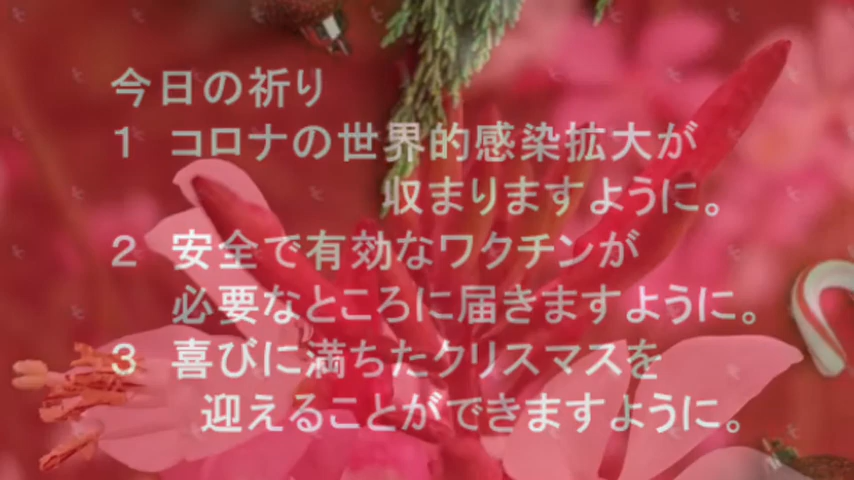 今日の祈り
1 コロナの世界的感染拡大が
収まりますように。
2 安全で有効なワタチンが
必要なところに届きますように。
3 喜びに満ちたクリスマスを
迎えることができますように。